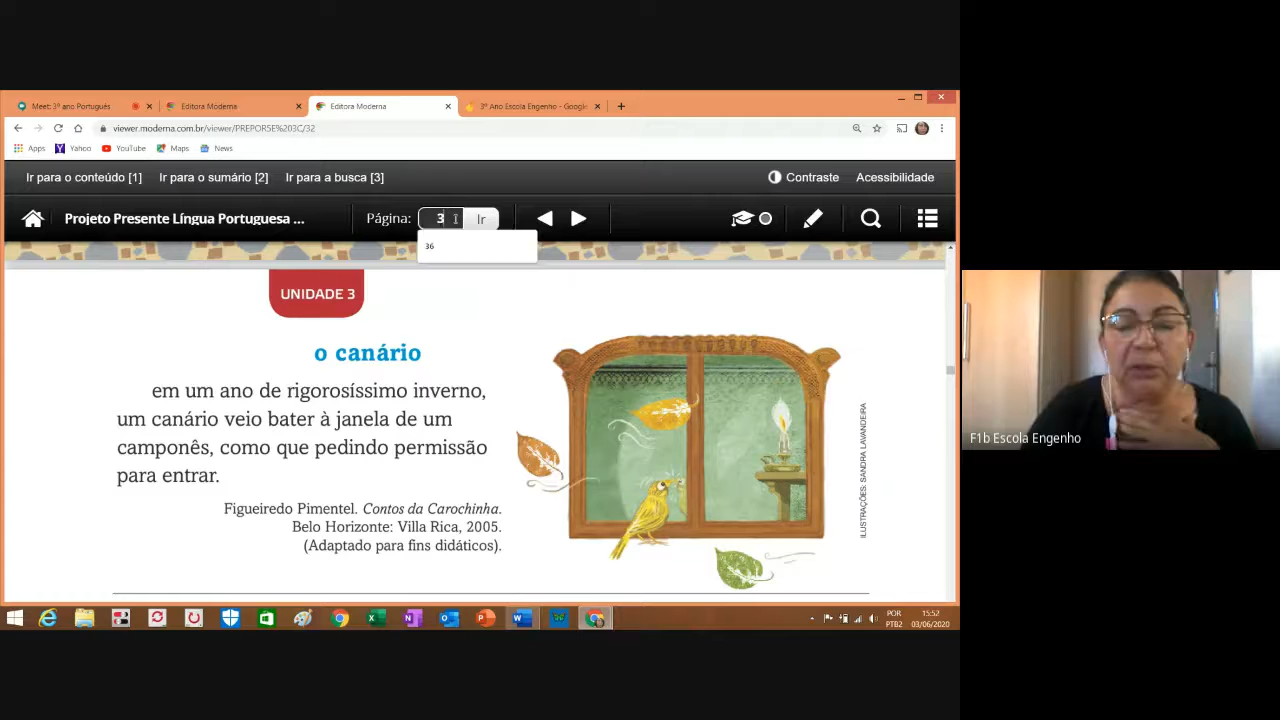 Meet: 3º ano Português
Editora Moderna
Editora Moderna
3º Ano Escola Engenho - Google
viewer.moderna.com.br/viewer/PREPOR5E%203C/32
Apps
Yahoo
YouTube
Maps
News
Ir para o conteúdo [1]
Ir para o sumário [2]
Ir para a busca [3]
Contraste
Acessibilidade
Projeto Presente Língua Portuguesa ...
Página:
3
Ir
36
UNIDADE 3
o canário
em um ano de rigorosíssimo inverno,
um canário veio bater à janela de um
camponês, como que pedindo permissão
para entrar.
Figueiredo Pimentel. Contos da Carochinha.
Belo Horizonte: Villa Rica, 2005.
(Adaptado para fins didáticos).
ILUSTRAÇÕES: SANDRA LAVANDEIRA
F1b Escola Engenho
POR
PTB2
15:52
03/06/2020